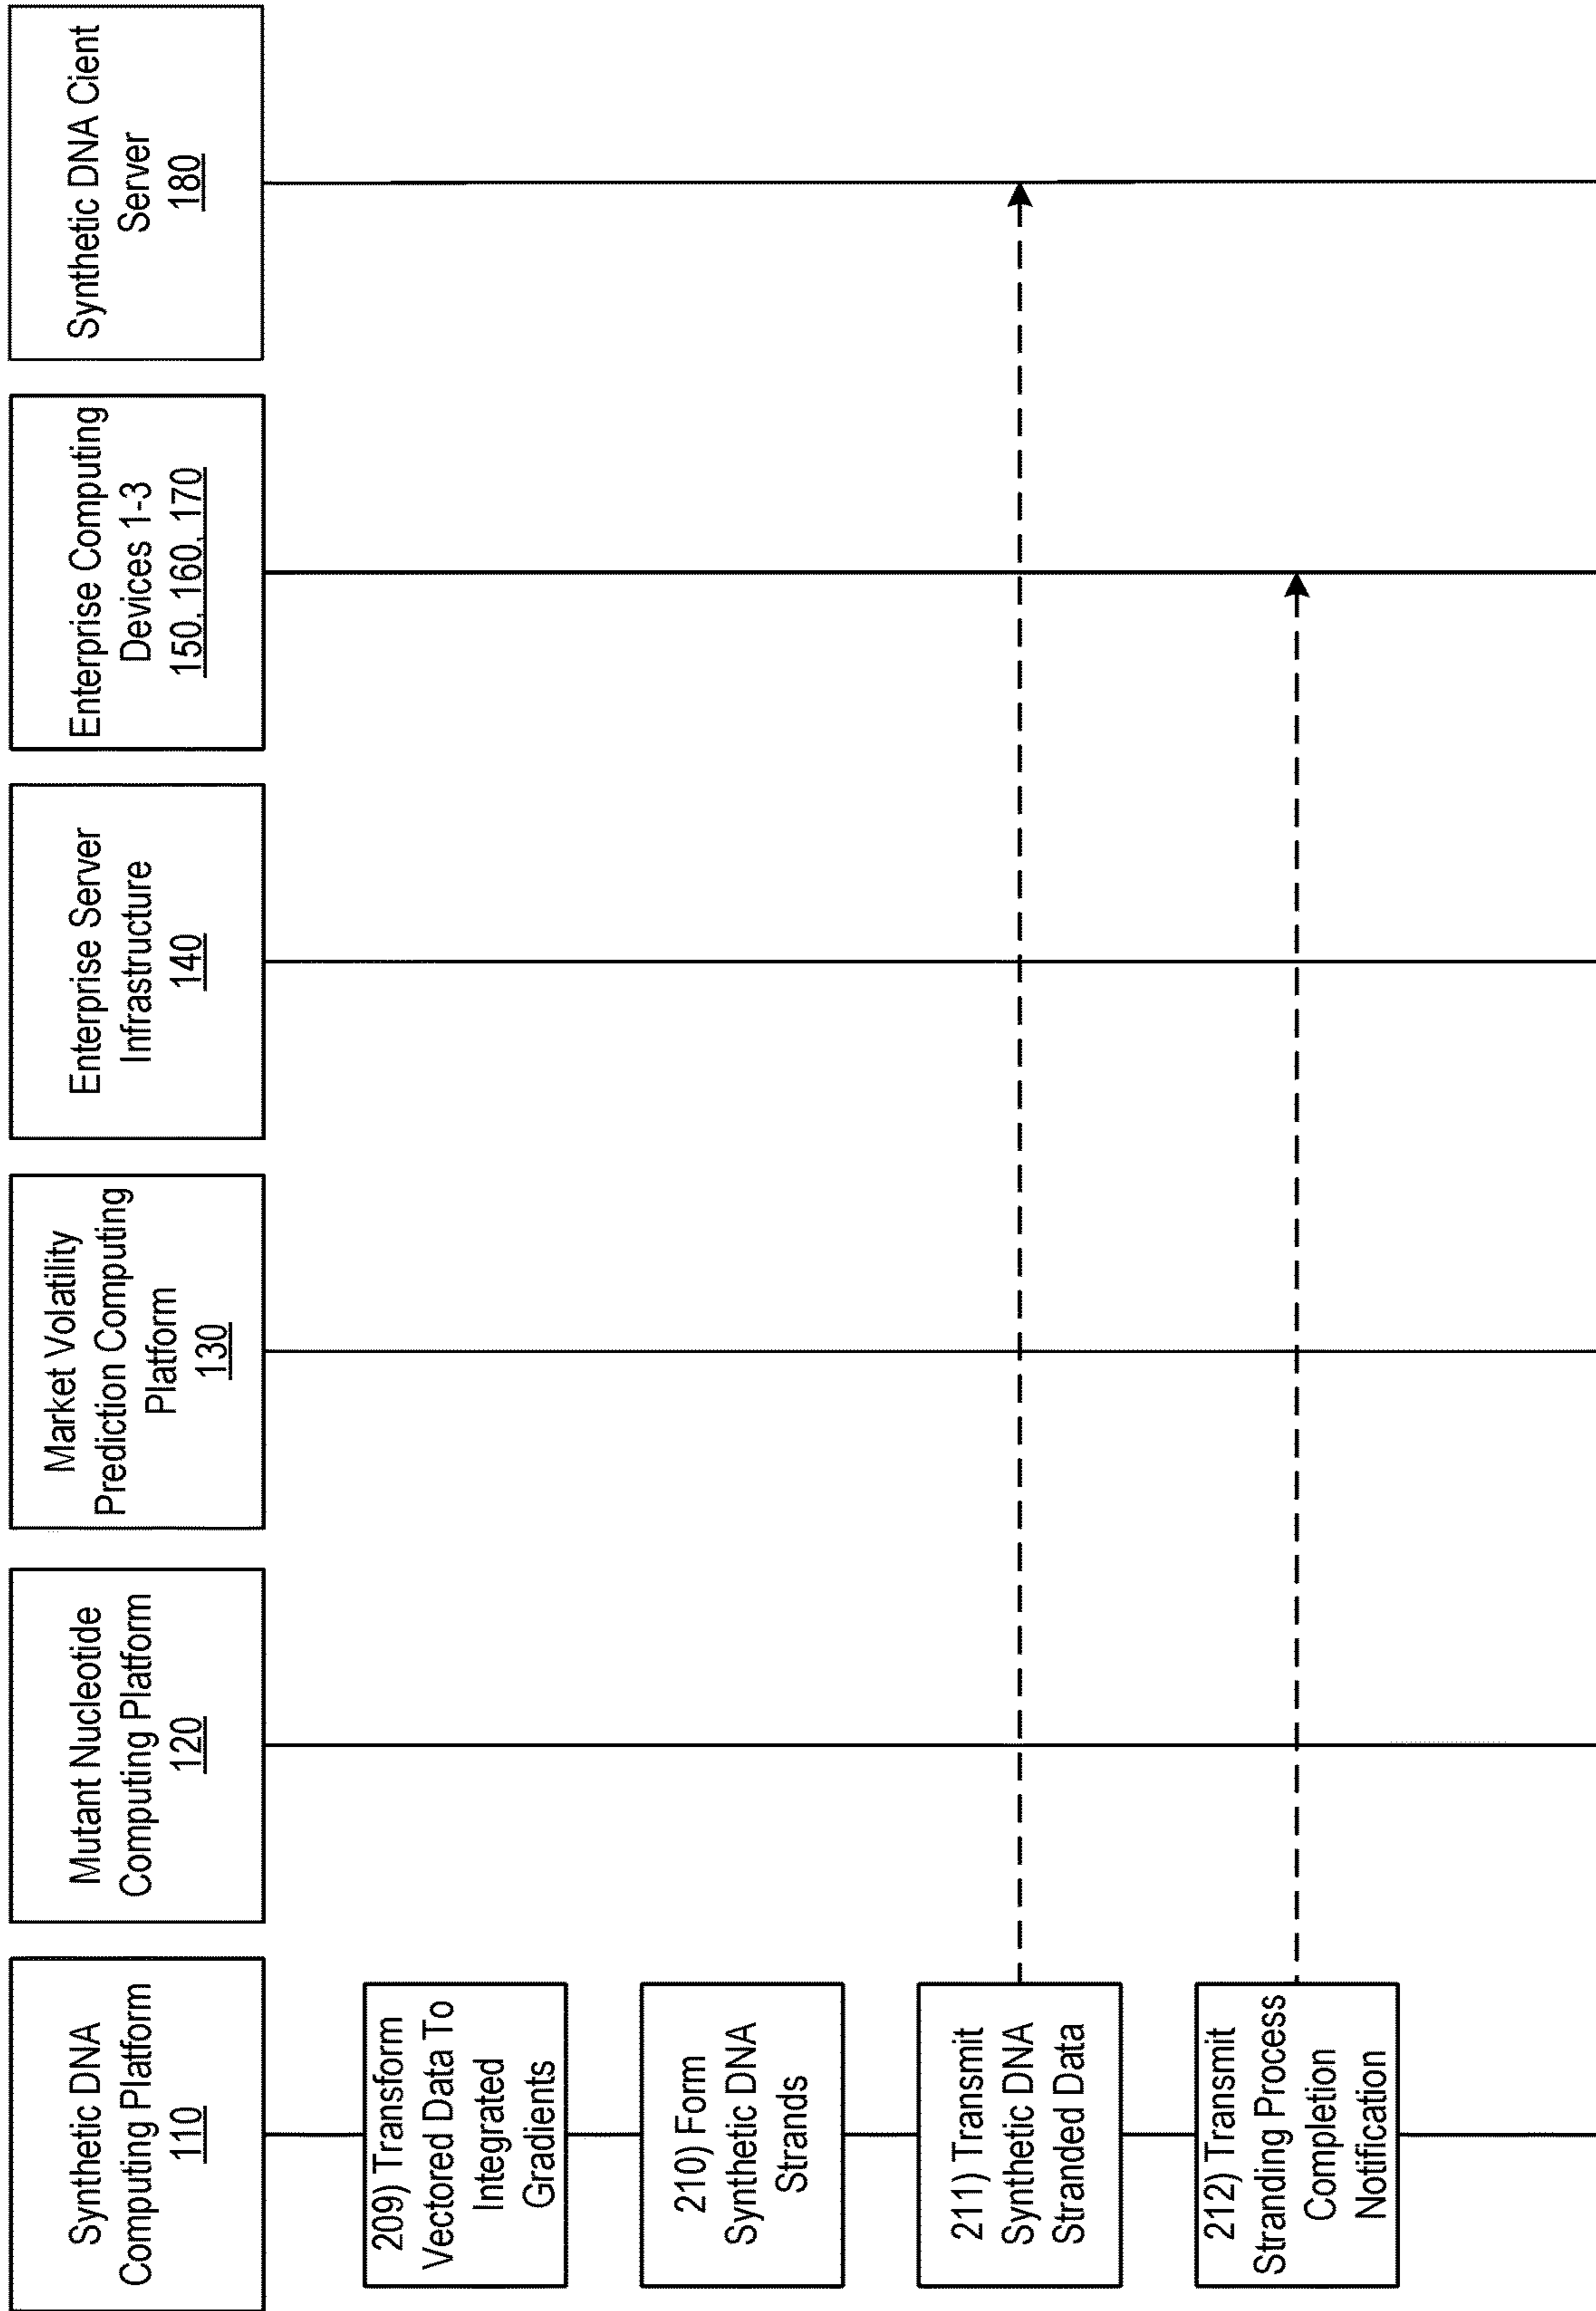 Synthetic DNA
Computing Platform
110
Mutant Nucleotide
Computing Platform
120
Market Volatility
Prediction Computing
Platform
130
Enterprise Server
Infrastructure
140
Enterprise Computing
Devices 1-3
150, 160, 170
Synthetic DNA Cient
Server
180
209) Transform
Vectored Data To
Integrated
Gradients
210) Form
Synthetic DNA
Strands
211) Transmit
Synthetic DNA
Stranded Data
212) Transmit
Stranding Process
Completion
Notification